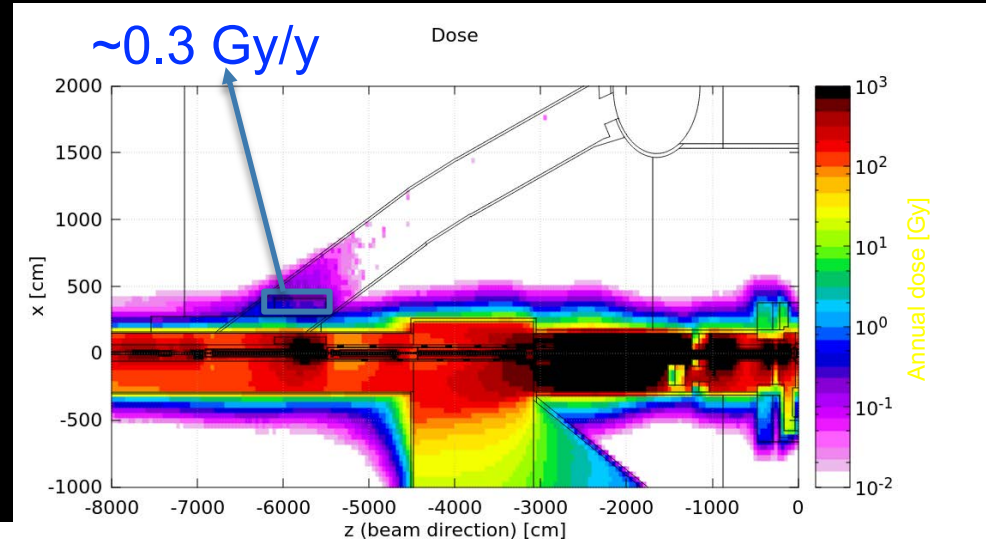 ~0.3 Gy/y
Dose
2000
1500
1000
500
0
-500
-1000
x [cm]
-8000 -7000 -6000 -5000 -4000 -3000 -2000 -1000 0
z (beam direction) [cm]
10³
10²
10¹
10⁰
10⁻¹
10⁻²
Annual dose [Gy]